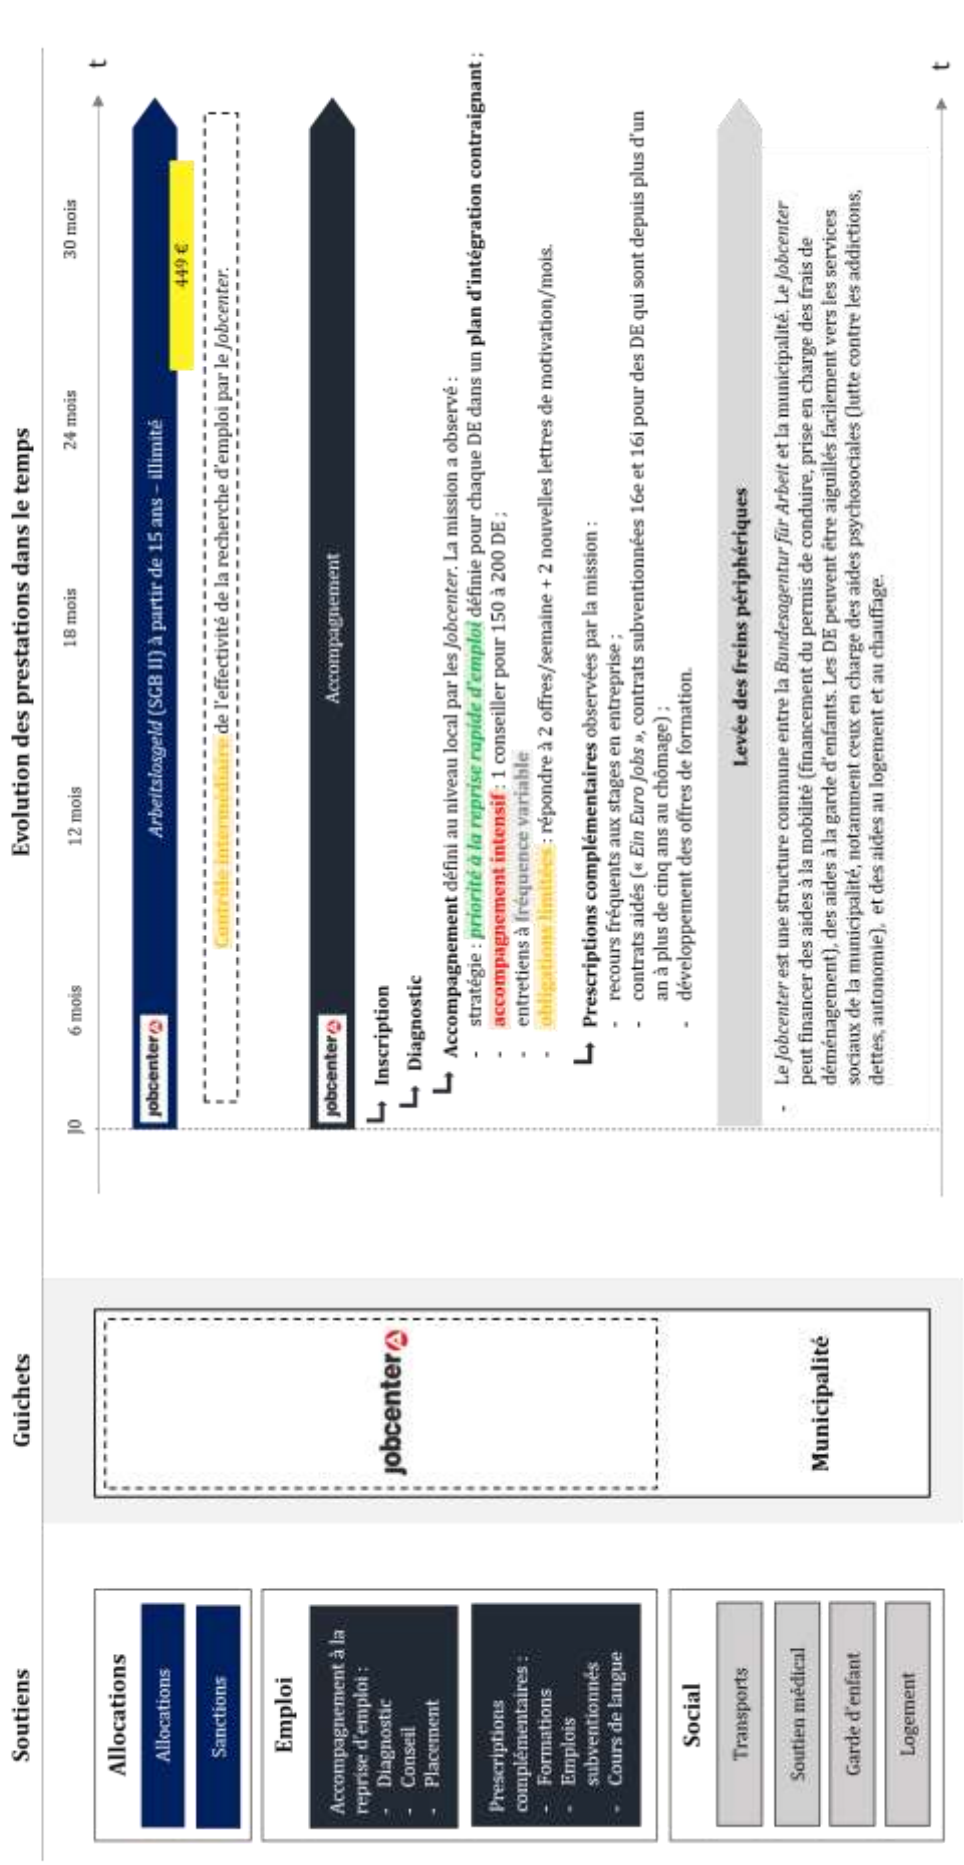 Soutiens
Guichets
Evolution des prestations dans le temps
Allocations
Allocations
Sanctions
Emploi
Accompagnement à la
reprise d'emploi :
- Diagnostic
- Conseil
- Placement
Prescriptions
complémentaires :
- Formations
- Emplois
subventionnés
- Cours de langue
Social
Transports
Soutien médical
Garde d'enfant
Logement
jobcenter
Municipalité
J0
6 mois
12 mois
18 mois
24 mois
30 mois
t
jobcenter
Arbeitslosgeld (SGB II) à partir de 15 ans – illimité
449 €
Contrôle intermédiaire de l'effectivité de la recherche d'emploi par le Jobcenter.
jobcenter
Accompagnement
Inscription
Diagnostic
Accompagnement défini au niveau local par les Jobcenter. La mission a observé :
- stratégie : priorité à la reprise rapide d'emploi définie pour chaque DE dans un plan d'intégration contraignant ;
- accompagnement intensif : 1 conseiller pour 150 à 200 DE ;
- entretiens à fréquence variable
- obligations limitées : répondre à 2 offres/semaine + 2 nouvelles lettres de motivation/mois.
Prescriptions complémentaires observées par la mission :
- recours fréquents aux stages en entreprise ;
- contrats aidés (« Ein Euro Jobs », contrats subventionnées 16e et 16i pour des DE qui sont depuis plus d'un
an à plus de cinq ans au chômage) ;
- développement des offres de formation.
Levée des freins périphériques
- Le Jobcenter est une structure commune entre la Bundesagentur für Arbeit et la municipalité. Le Jobcenter
peut financer des aides à la mobilité (financement du permis de conduire, prise en charge des frais de
déménagement), des aides à la garde d'enfants. Les DE peuvent être aiguillés facilement vers les services
sociaux de la municipalité, notamment ceux en charge des aides psychosociales (lutte contre les addictions,
dettes, autonomie), et des aides au logement et au chauffage.
t